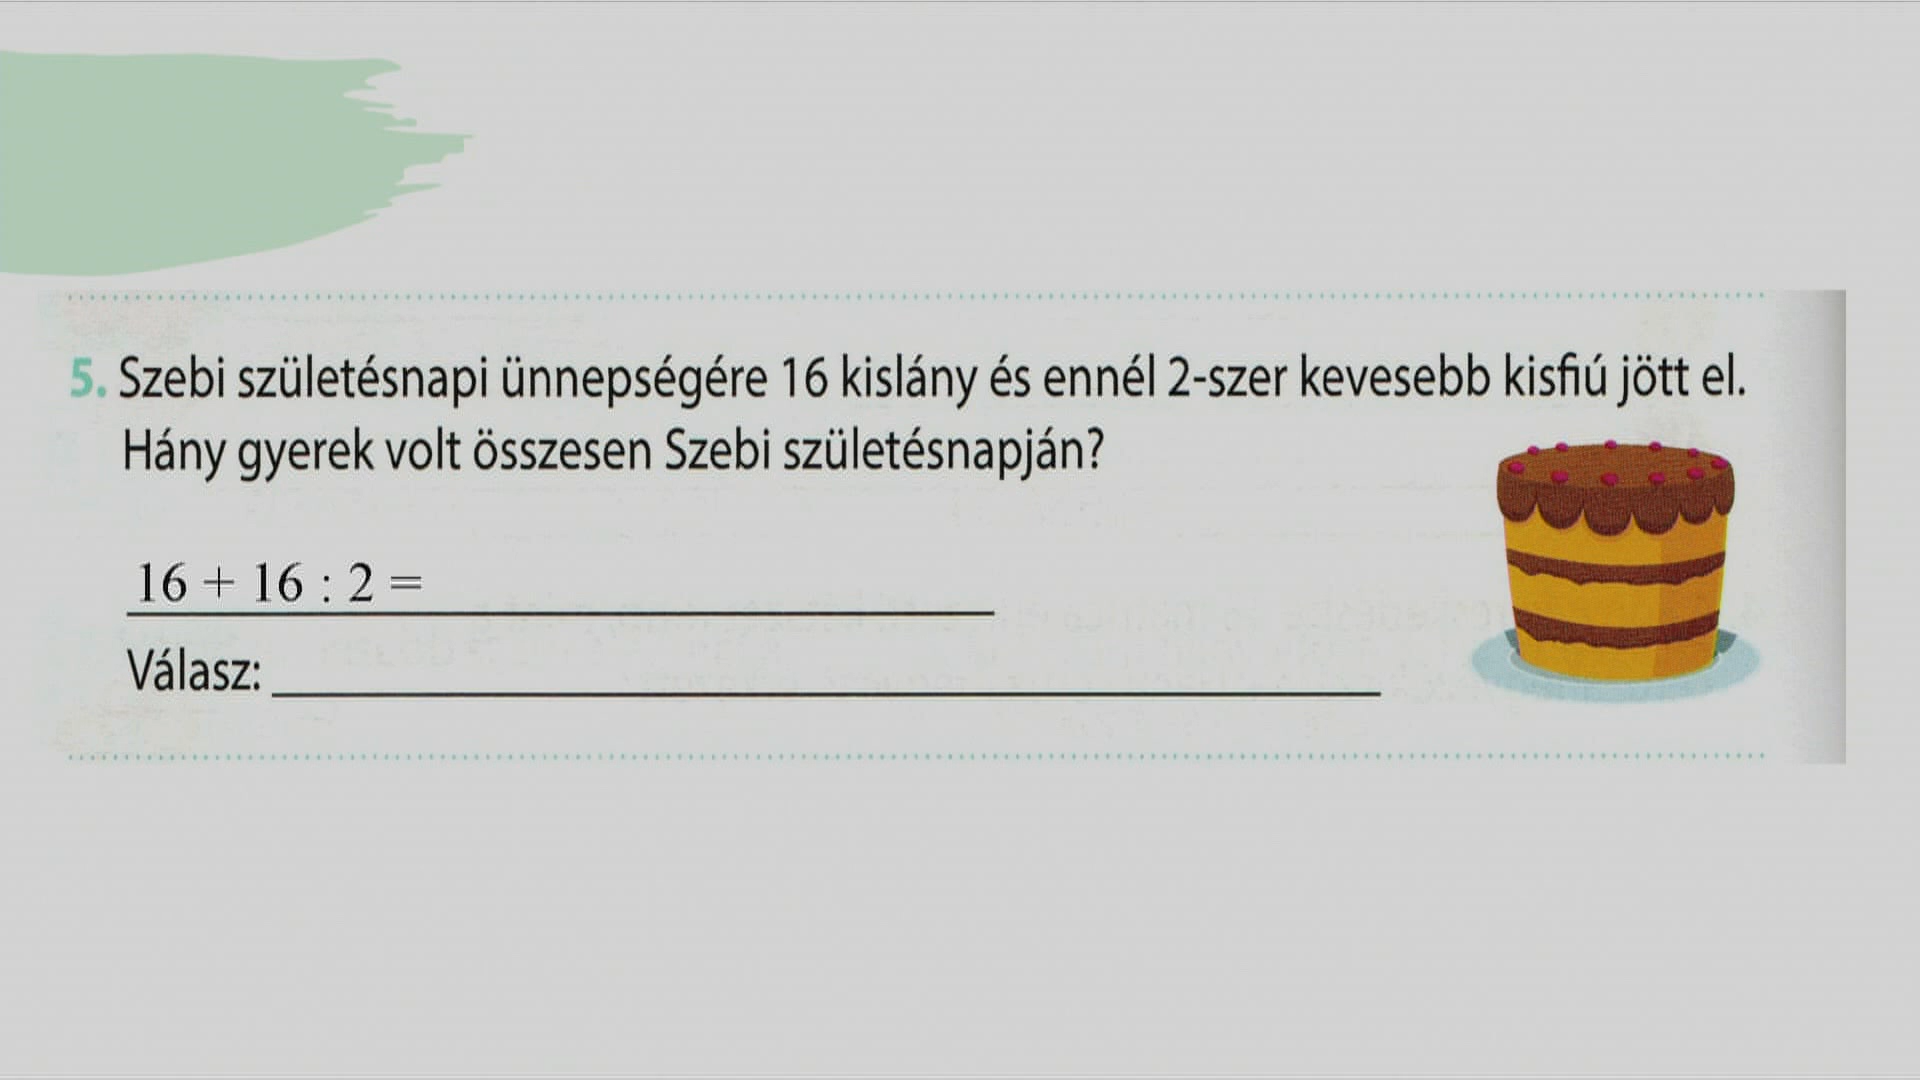 5. Szebi születésnapi ünnepségére 16 kislány és ennél 2-szer kevesebb kisfiú jött el.
Hány gyerek volt összesen Szebi születésnapján?
16 + 16 : 2 =
Válasz: